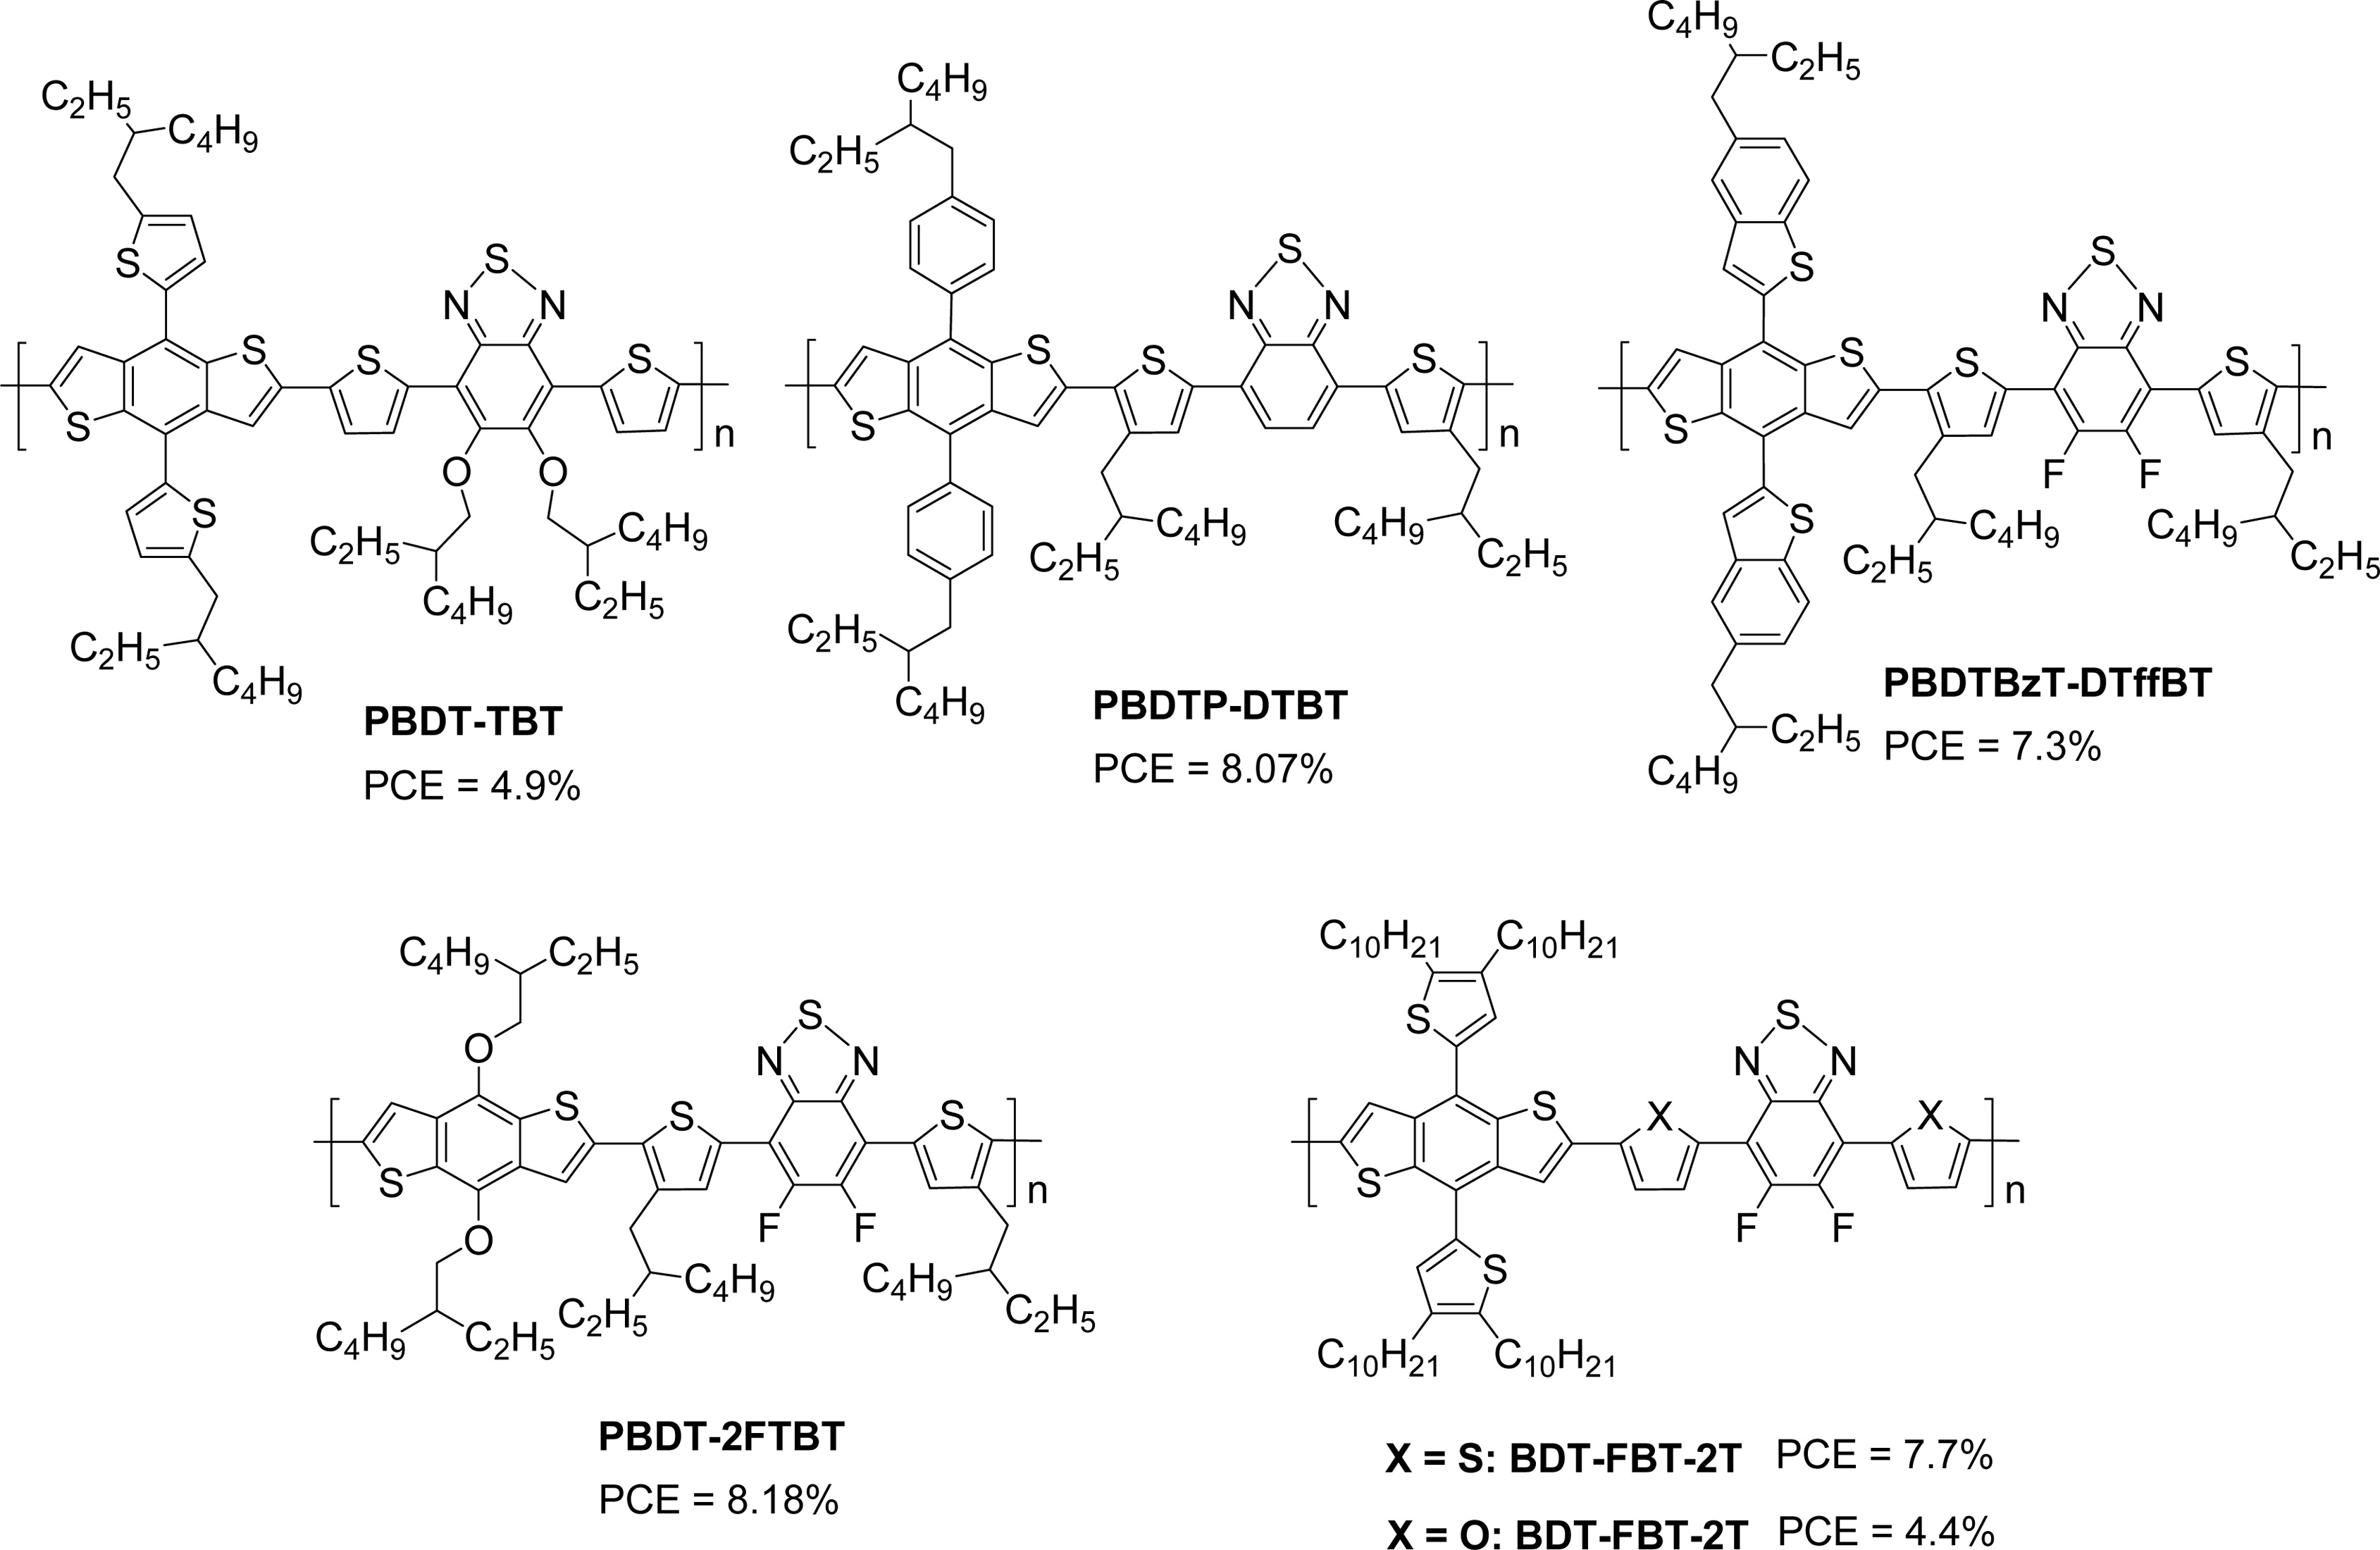 C4H9
C2H5
C2H5
C4H9
C4H9
C2H5
S
S
S
N
N
S
S
S
S
O
O
n
C2H5
C4H9
C4H9
C2H5
C2H5
C4H9
PBDT-TBT
PCE = 4.9%
S
N
N
S
S
S
S
n
C4H9
C2H5
C4H9
C2H5
C2H5
C4H9
PBDTP-DTBT
PCE = 8.07%
S
S
N
N
S
S
S
S
S
F
F
n
C2H5
C4H9
C4H9
C2H5
C2H5
C4H9
PBDTBzT-DTffBT
PCE = 7.3%
C4H9
C2H5
O
S
N
N
S
S
S
S
O
F
F
n
C4H9
C2H5
C2H5
C4H9
C4H9
C2H5
PBDT-2FTBT
PCE = 8.18%
C10H21
C10H21
S
S
N
N
S
X
X
S
S
F
F
n
C10H21
C10H21
X = S: BDT-FBT-2T PCE = 7.7%
X = O: BDT-FBT-2T PCE = 4.4%